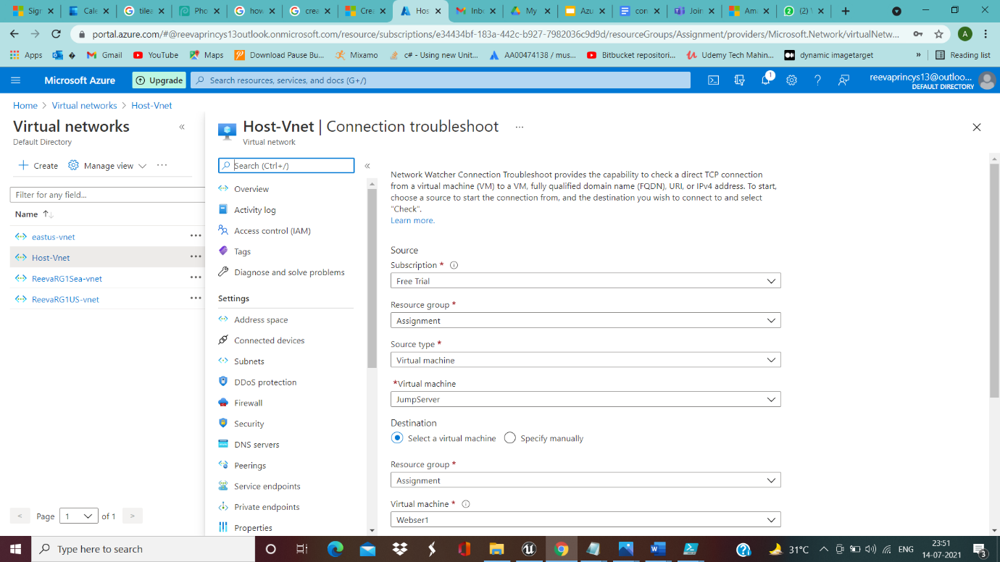 Sign
Cale
tilea
Pho
how
crea
Crea
Hos
Inb
My
Azu
cori
Join
Am
(2)
portal.azure.com/#@reevaprincys13outlook.onmicrosoft.com/resource/subscriptions/e34434bf-183a-442c-b927-7982036c9d9d/resourceGroups/Assignment/providers/Microsoft.Network/virtualNetw...
A
Apps
Gmail
YouTube
Maps
Download Pause Bu...
Mixamo
c# - Using new Unit...
AA00474138 / mus...
Bitbucket repositori...
Udemy Tech Mahin...
dynamic imagetarget
»
Reading list
Microsoft Azure
Upgrade
Search resources, services, and docs (G+/)
1
reevaprincys13@outloo...
DEFAULT DIRECTORY
Home > Virtual networks > Host-Vnet
Virtual networks
«
Default Directory
+ Create
Manage view
...
Filter for any field...
Name
eastus-vnet
Host-Vnet
ReevaRG1Sea-vnet
ReevaRG1US-vnet
< Page 1 of 1 >
Host-Vnet | Connection troubleshoot
...
Virtual network
Search (Ctrl+/)
«
Overview
Activity log
Access control (IAM)
Tags
Diagnose and solve problems
Settings
Address space
Connected devices
Subnets
DDoS protection
Firewall
Security
DNS servers
Peerings
Service endpoints
Private endpoints
Properties
Network Watcher Connection Troubleshoot provides the capability to check a direct TCP connection
from a virtual machine (VM) to a VM, fully qualified domain name (FQDN), URI, or IPv4 address. To start,
choose a source to start the connection from, and the destination you wish to connect to and select
"Check".
Learn more.
Source
Subscription *
Free Trial
Resource group *
Assignment
Source type *
Virtual machine
*Virtual machine
JumpServer
Destination
Select a virtual machine
Specify manually
Resource group *
Assignment
Virtual machine *
Webser1
Type here to search
31°C
ENG
23:51
14-07-2021
3